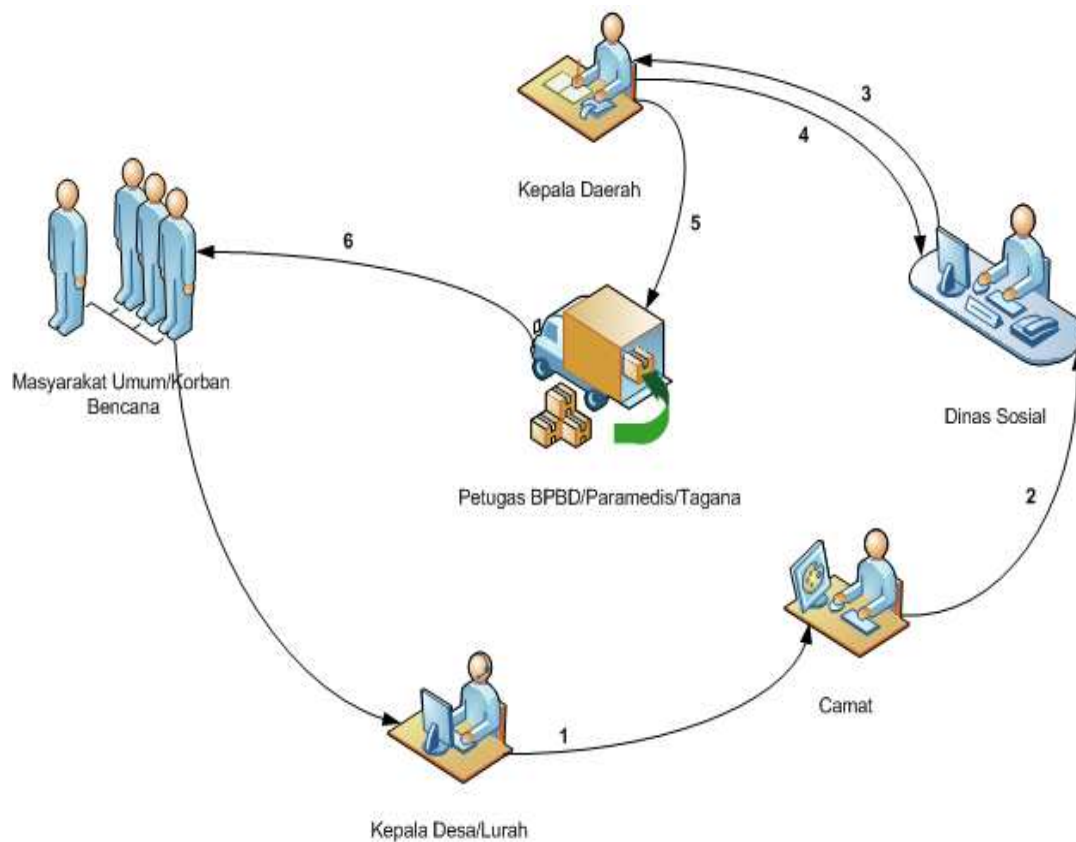 3
4
Kepala Daerah
5
6
Masyarakat Umum/Korban
Bencana
Dinas Sosial
Petugas BPBD/Paramedis/Tagana
2
Camat
1
Kepala Desa/Lurah